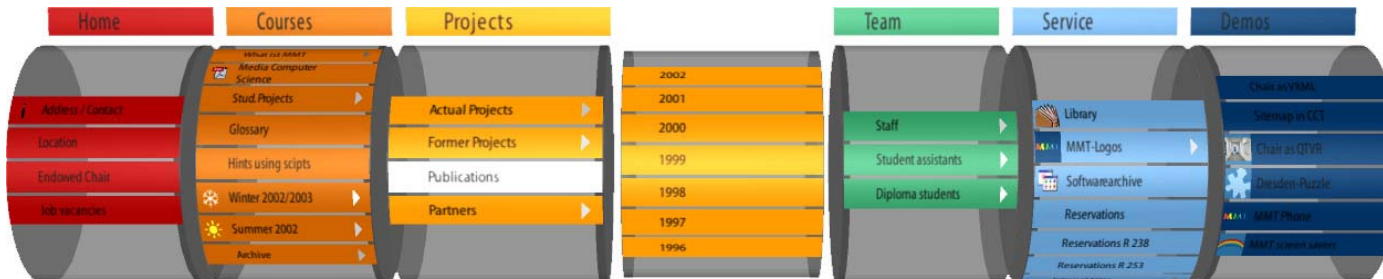 Home
Courses
Projects
Team
Service
Demos
Address / Contact
Location
Endowed Chair
Job vacancies
What ist MMT
Media Computer
Science
Stud. Projects
Glossary
Hints using scipts
Winter 2002/2003
Summer 2002
Archive
Actual Projects
Former Projects
Publications
Partners
2002
2001
2000
1999
1998
1997
1996
Staff
Student assistants
Diploma students
Library
MMT-Logos
Softwarearchive
Reservations
Reservations R 238
Reservations R 253
Chair as VRML
Sitemap in CCT
Chair as QTVR
Dresden-Puzzle
MMT Phone
MMT screen savers